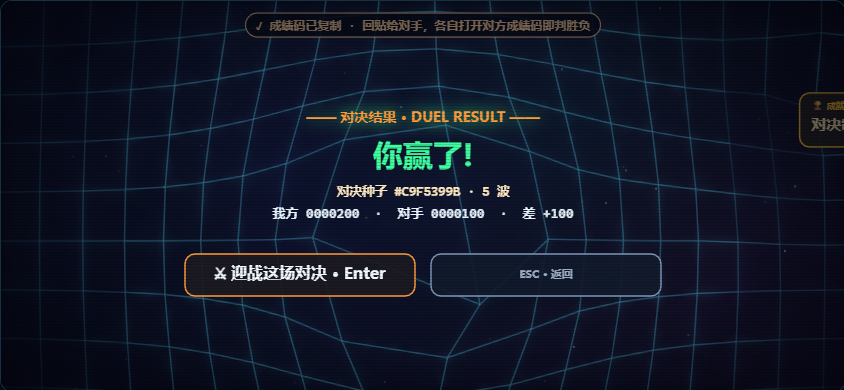 ✓ 成绩码已复制 · 回贴给对手，各自打开对方成绩码即判胜负
🏆 成就
对决
—— 对决结果 • DUEL RESULT ——
你赢了!
对决种子 #C9F5399B · 5 波
我方 0000200 · 对手 0000100 · 差 +100
⚔ 迎战这场对决 • Enter
ESC • 返回